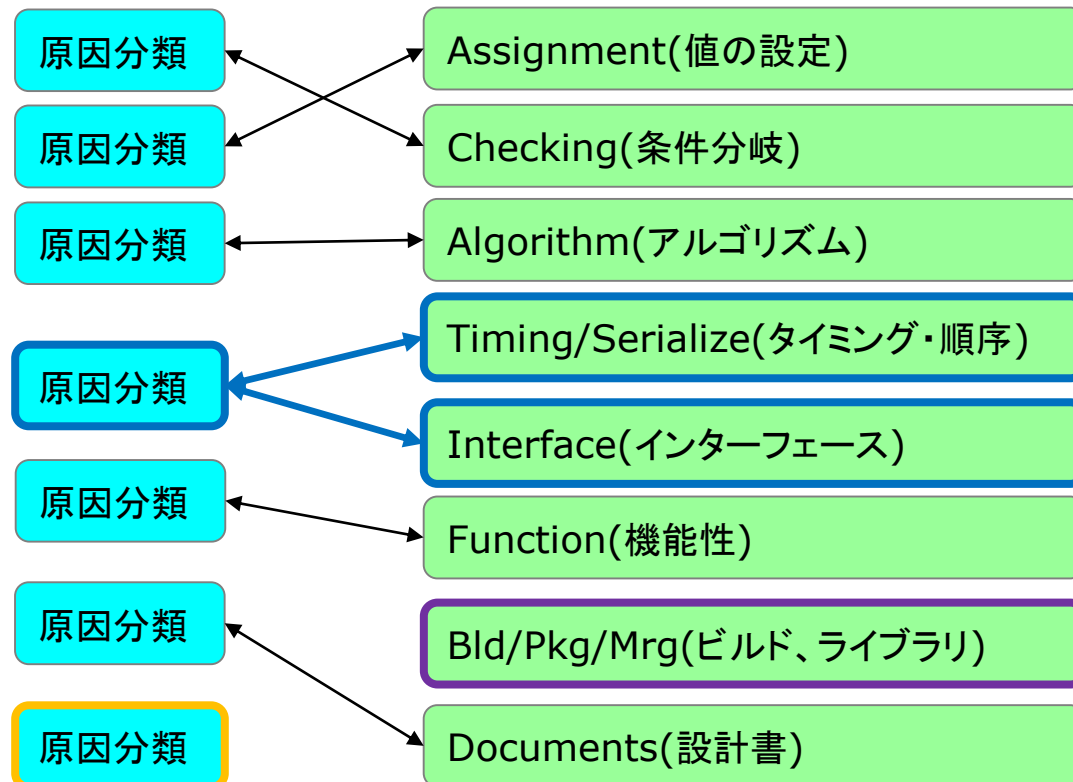 原因分類
Assignment(値の設定)
原因分類
Checking(条件分岐)
原因分類
Algorithm(アルゴリズム)
Timing/Serialize(タイミング・順序)
原因分類
Interface(インターフェース)
原因分類
Function(機能性)
原因分類
Bld/Pkg/Mrg(ビルド、ライブラリ)
原因分類
Documents(設計書)